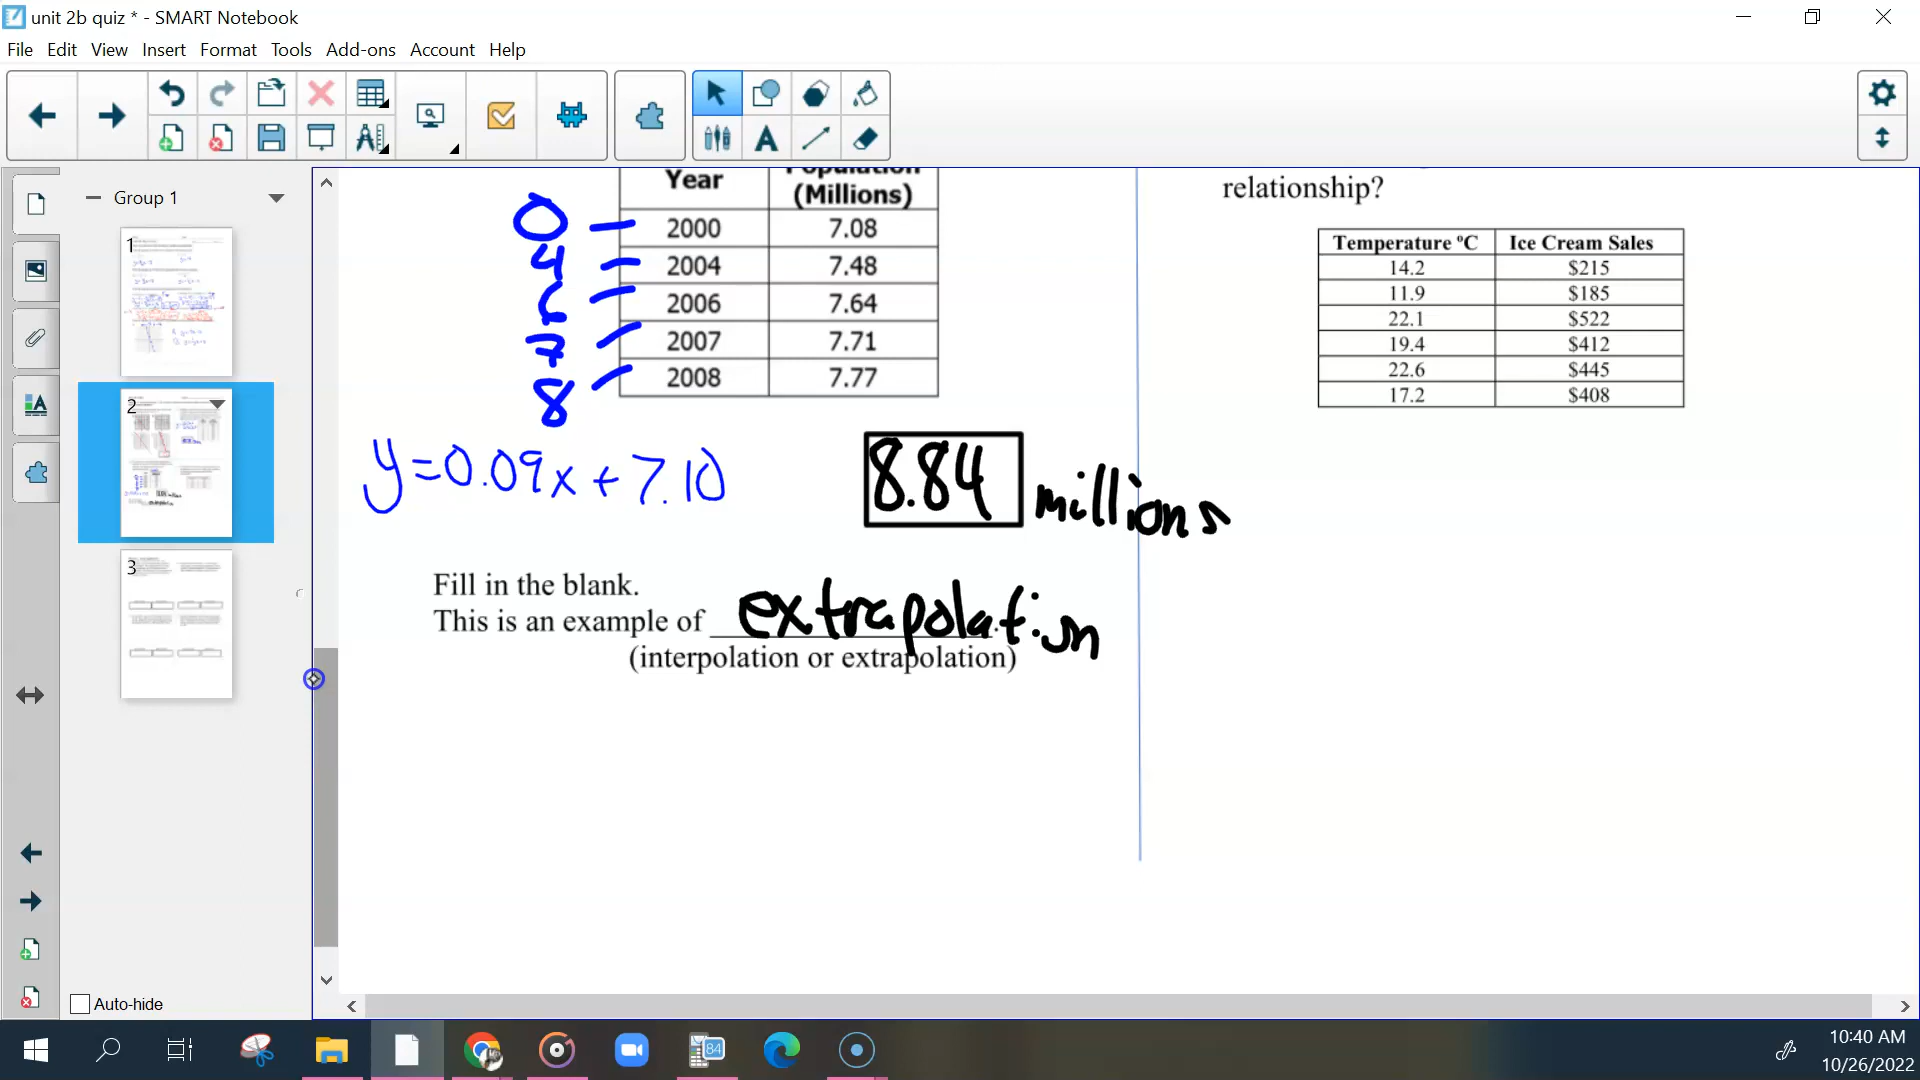 unit 2b quiz * - SMART Notebook
File Edit View Insert Format Tools Add-ons Account Help
Group 1
1
2
3
Auto-hide
Year Population (Millions)
0 – 2000 7.08
4 – 2004 7.48
6 – 2006 7.64
7 – 2007 7.71
8 – 2008 7.77
y=0.09x+7.10
8.84 millions
Fill in the blank.
This is an example of extrapolation.
(interpolation or extrapolation)
relationship?
Temperature ºC Ice Cream Sales
14.2 $215
11.9 $185
22.1 $522
19.4 $412
22.6 $445
17.2 $408
84
10:40 AM
10/26/2022